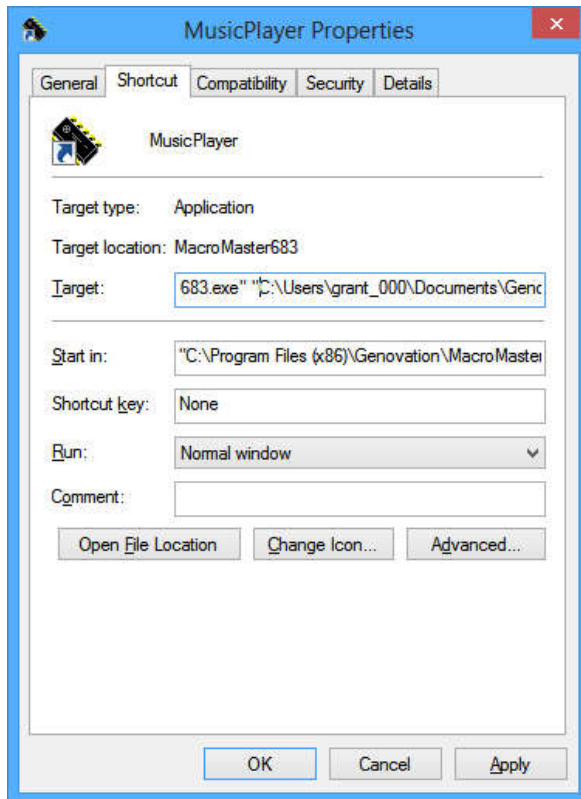 MusicPlayer Properties
General Shortcut Compatibility Security Details
MusicPlayer
Target type: Application
Target location: MacroMaster683
Target: 683.exe" "C:\Users\grant_000\Documents\Geno
Start in: "C:\Program Files (x86)\Genovation\MacroMaster
Shortcut key: None
Run: Normal window
Comment:
Open File Location Change Icon... Advanced...
OK Cancel Apply